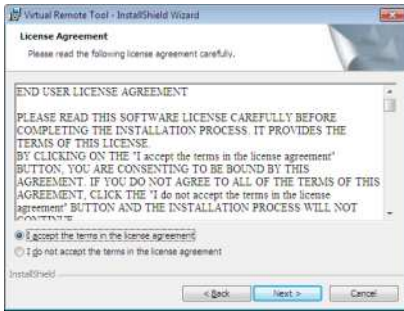 Virtual Remote Tool - InstallShield Wizard
License Agreement
Please read the following license agreement carefully.
END USER LICENSE AGREEMENT
PLEASE READ THIS SOFTWARE LICENSE CAREFULLY BEFORE
COMPLETING THE INSTALLATION PROCESS. IT PROVIDES THE
TERMS OF THIS LICENSE.
BY CLICKING ON THE "I accept the terms in the license agreement"
BUTTON, YOU ARE CONSENTING TO BE BOUND BY THIS
AGREEMENT. IF YOU DO NOT AGREE TO ALL OF THE TERMS OF THIS
AGREEMENT, CLICK THE "I do not accept the terms in the license
agreement" BUTTON AND THE INSTALLATION PROCESS WILL NOT
CONTINUE
I accept the terms in the license agreement
I do not accept the terms in the license agreement
InstallShield
< Back Next > Cancel